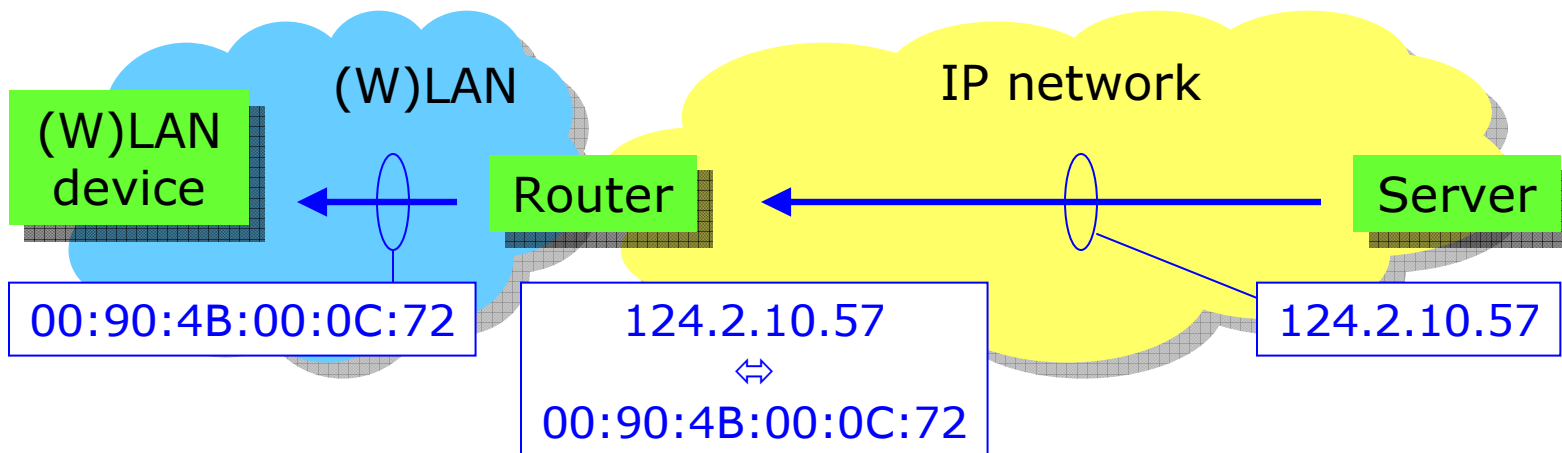 (W)LAN
IP network
(W)LAN
device
Router
Server
00:90:4B:00:0C:72
124.2.10.57
⇔
00:90:4B:00:0C:72
124.2.10.57